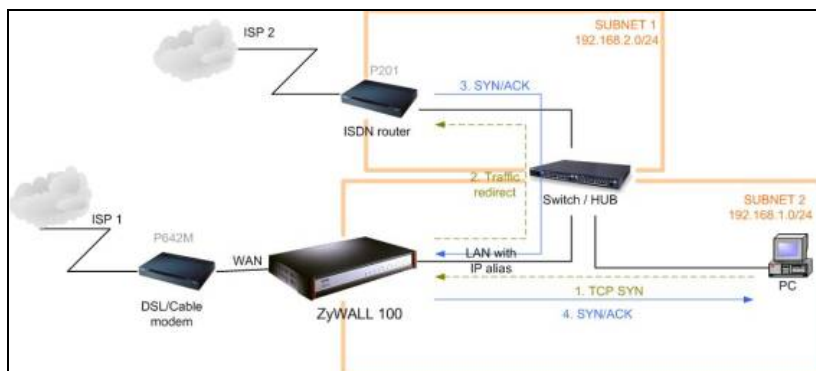 ISP 2
SUBNET 1
192.168.2.0/24
P201
3. SYN/ACK
ISDN router
2. Traffic
redirect
Switch / HUB
SUBNET 2
192.168.1.0/24
ISP 1
P642M
WAN
LAN with
IP alias
DSL/Cable
modem
ZyWALL 100
1. TCP SYN
PC
4. SYN/ACK